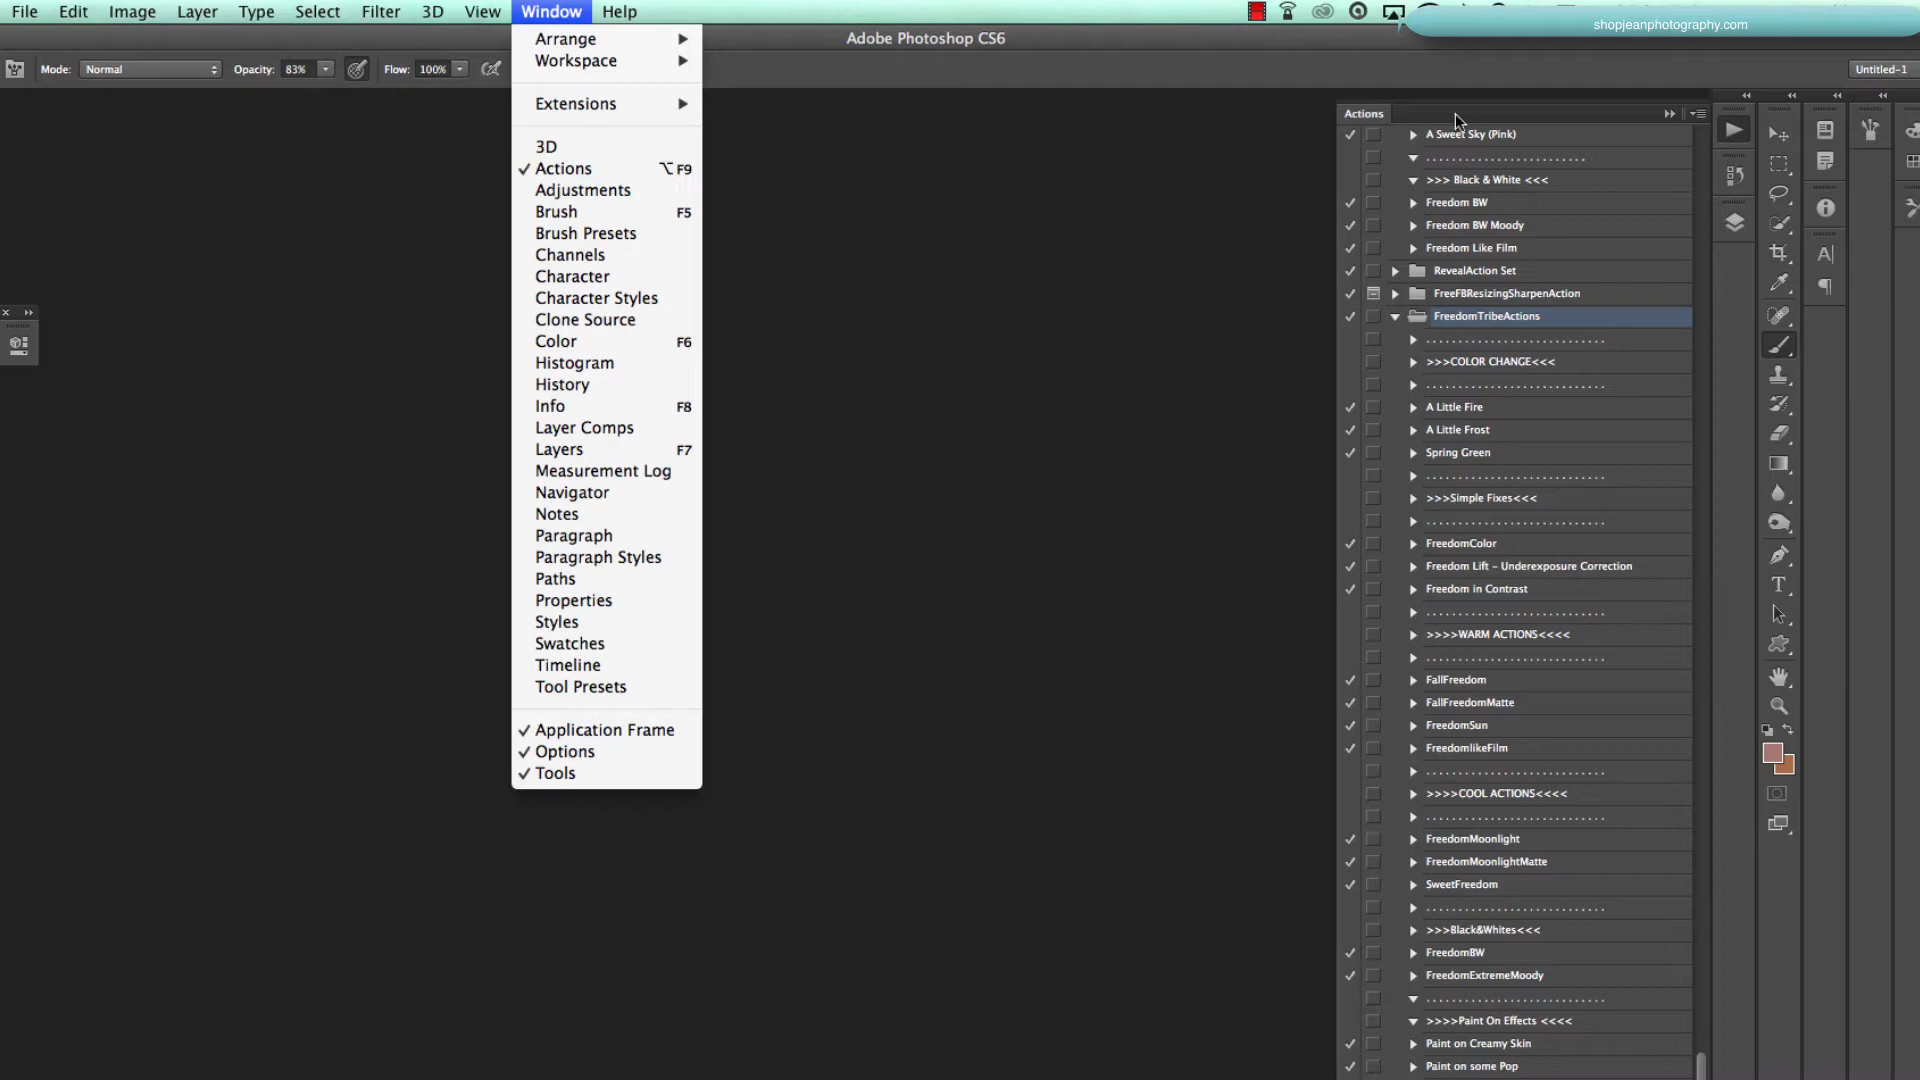 File Edit Image Layer Type Select Filter 3D View Window Help
shopjeanphotography.com
Adobe Photoshop CS6
Mode: Normal Opacity: 83% Flow: 100%
Untitled-1
Arrange
Workspace
Extensions
3D
✓ Actions ⌥F9
Adjustments
Brush F5
Brush Presets
Channels
Character
Character Styles
Clone Source
Color F6
Histogram
History
Info F8
Layer Comps
Layers F7
Measurement Log
Navigator
Notes
Paragraph
Paragraph Styles
Paths
Properties
Styles
Swatches
Timeline
Tool Presets
✓ Application Frame
✓ Options
✓ Tools
Actions
A Sweet Sky (Pink)
. . . . . . . . . . . . . . . . . . . . . . . . . .
>>> Black & White <<<
Freedom BW
Freedom BW Moody
Freedom Like Film
RevealAction Set
FreeFBResizingSharpenAction
FreedomTribeActions
. . . . . . . . . . . . . . . . . . . . . . . . . . . .
>>>COLOR CHANGE<<<
. . . . . . . . . . . . . . . . . . . . . . . . . . . .
A Little Fire
A Little Frost
Spring Green
. . . . . . . . . . . . . . . . . . . . . . . . . . . .
>>>Simple Fixes<<<
. . . . . . . . . . . . . . . . . . . . . . . . . . . .
FreedomColor
Freedom Lift - Underexposure Correction
Freedom in Contrast
. . . . . . . . . . . . . . . . . . . . . . . . . . . .
>>>>WARM ACTIONS<<<<
. . . . . . . . . . . . . . . . . . . . . . . . . . . .
FallFreedom
FallFreedomMatte
FreedomSun
FreedomlikeFilm
. . . . . . . . . . . . . . . . . . . . . . . . . . . .
>>>>COOL ACTIONS<<<<
. . . . . . . . . . . . . . . . . . . . . . . . . . . .
FreedomMoonlight
FreedomMoonlightMatte
SweetFreedom
. . . . . . . . . . . . . . . . . . . . . . . . . . . .
>>>Black&Whites<<<
FreedomBW
FreedomExtremeMoody
. . . . . . . . . . . . . . . . . . . . . . . . . . . .
>>>>Paint On Effects <<<<
Paint on Creamy Skin
Paint on some Pop